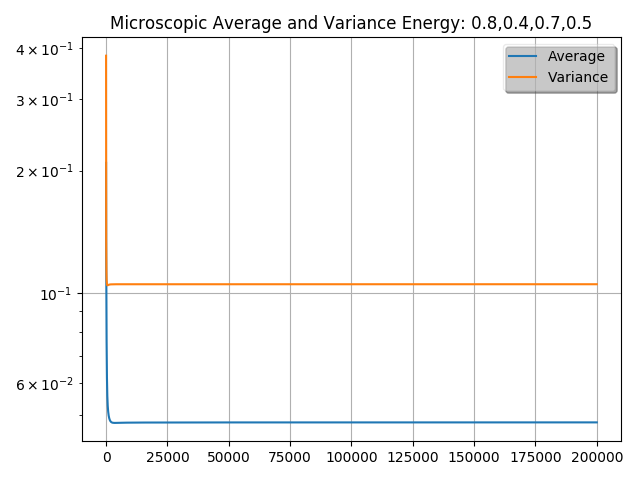 Microscopic Average and Variance Energy: 0.8,0.4,0.7,0.5
Average
Variance
4 × 10⁻¹
3 × 10⁻¹
2 × 10⁻¹
10⁻¹
6 × 10⁻²
0 25000 50000 75000 100000 125000 150000 175000 200000